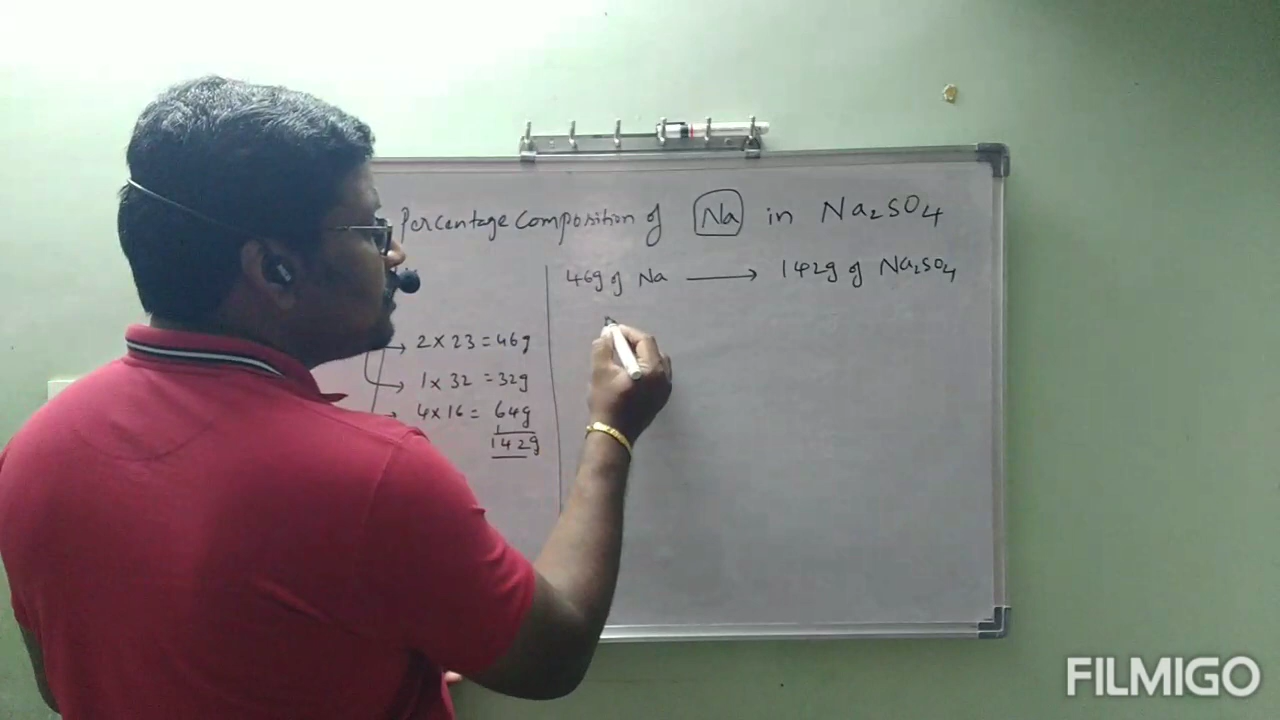 Percentage Composition of Na in Na₂SO₄
46g of Na → 142g of Na₂SO₄
2 × 23 = 46g
1 × 32 = 32g
4 × 16 = 64g
142g
FILMIGO